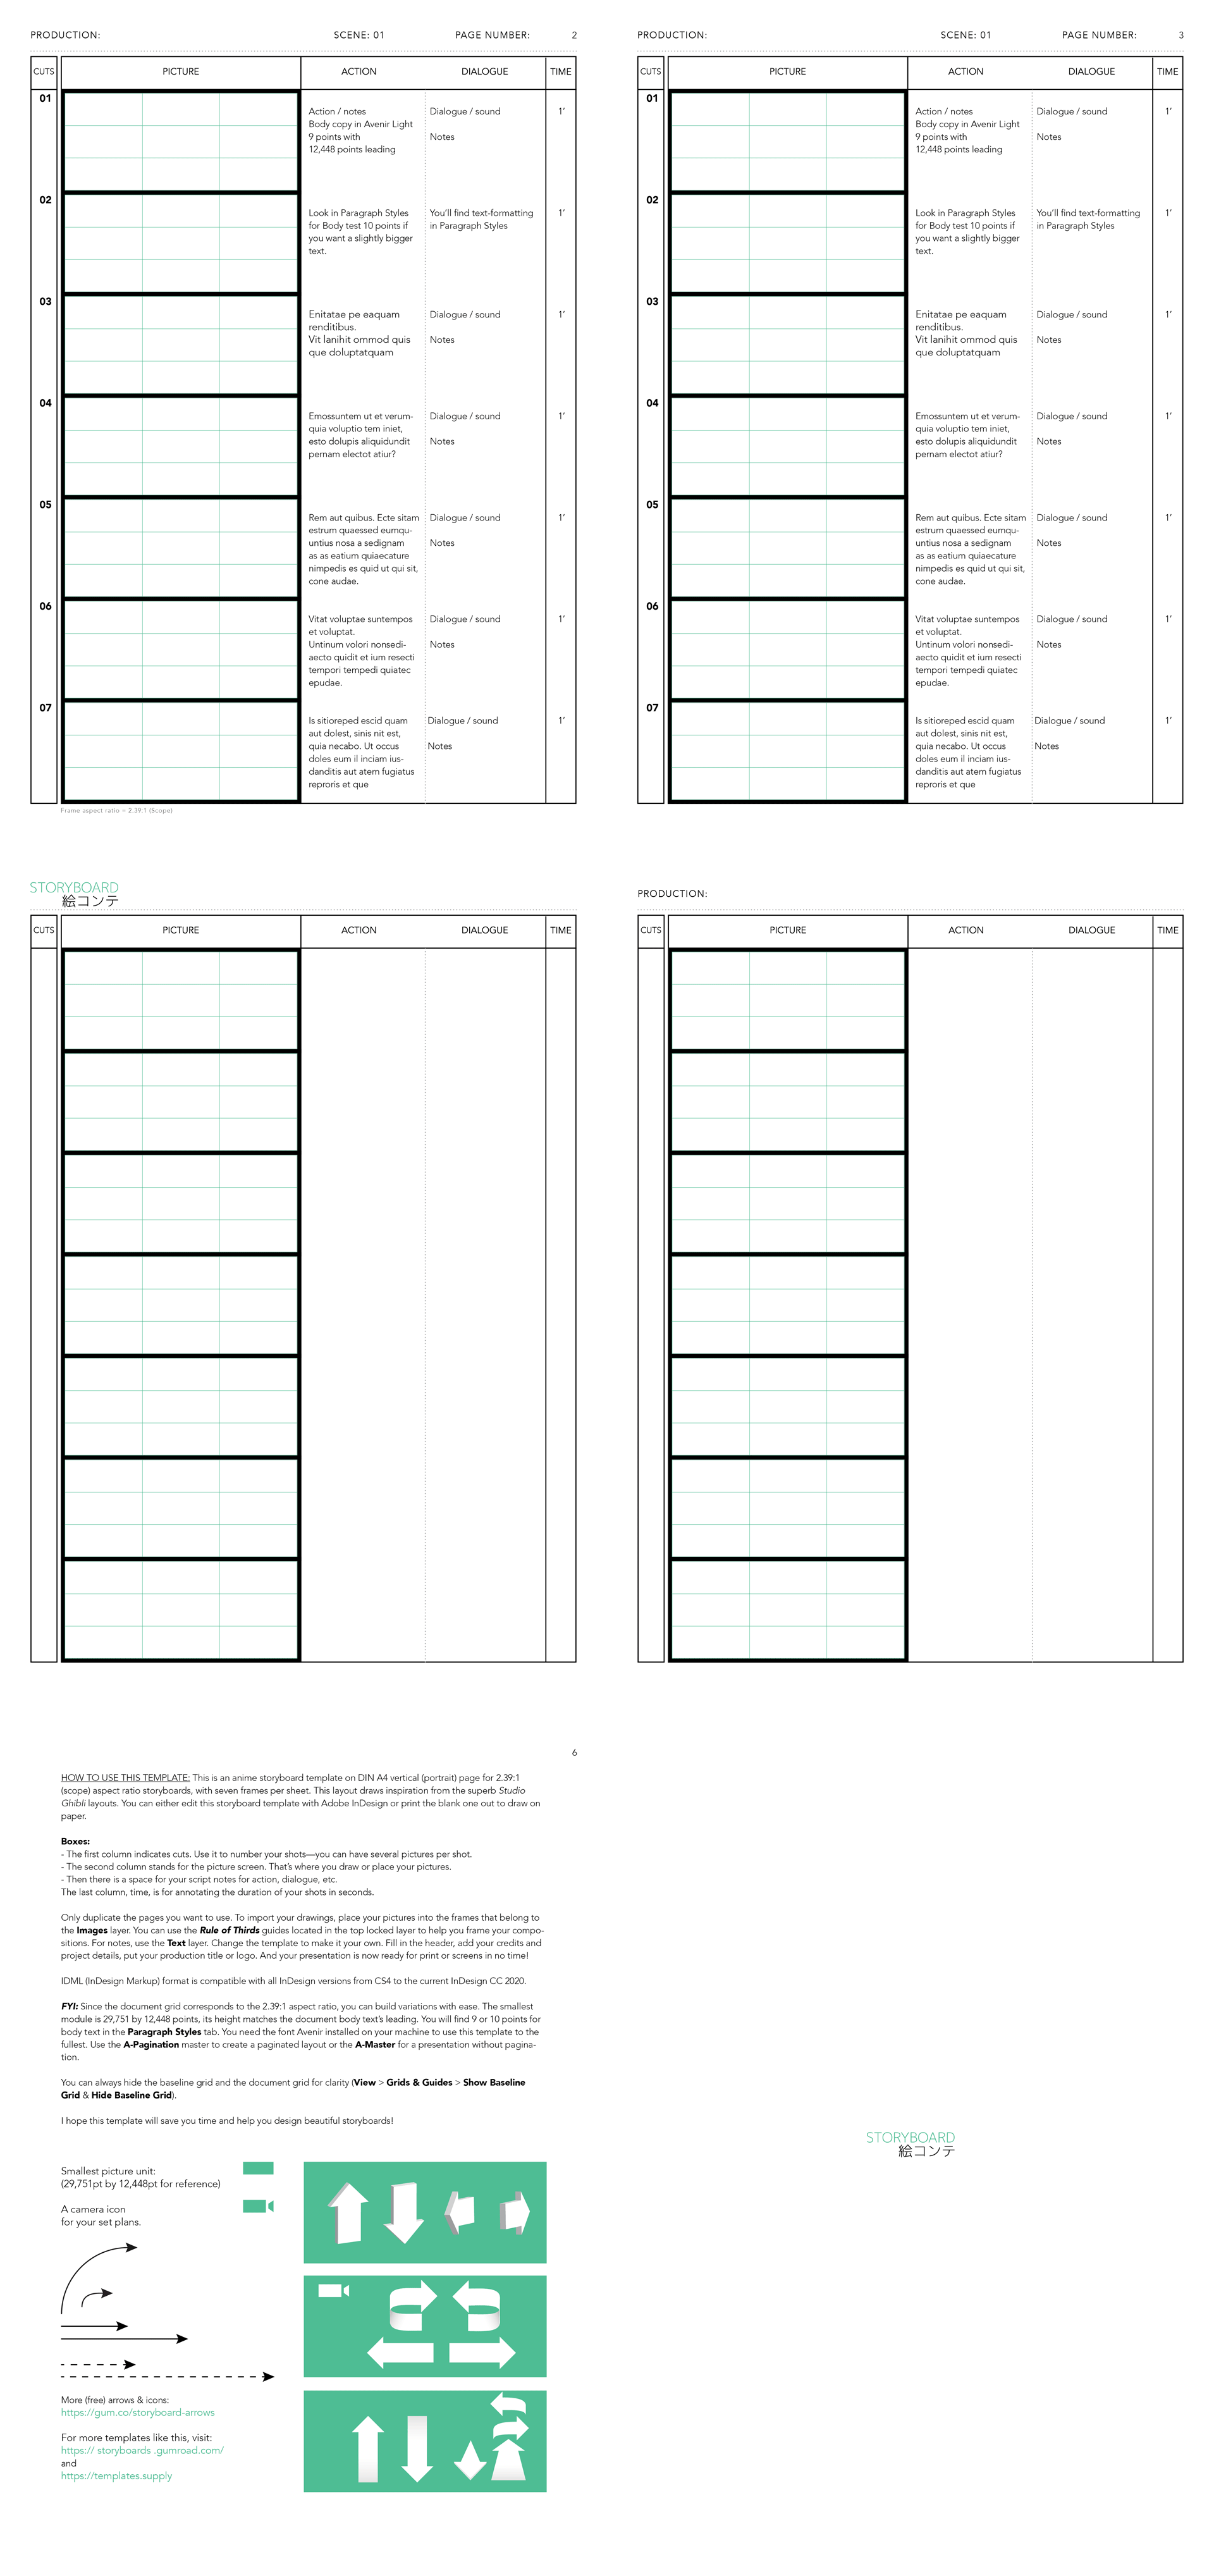 PRODUCTION: SCENE: 01 PAGE NUMBER: 2
CUTS PICTURE ACTION DIALOGUE TIME
01
Action / notes
Body copy in Avenir Light
9 points with
12,448 points leading
Dialogue / sound
Notes
1’
02
Look in Paragraph Styles
for Body test 10 points if
you want a slightly bigger
text.
You’ll find text-formatting
in Paragraph Styles
1’
03
Enitatae pe eaquam
renditibus.
Vit lanihit ommod quis
que doluptatquam
Dialogue / sound
Notes
1’
04
Emossuntem ut et verum-
quia voluptio tem iniet,
esto dolupis aliquidundit
pernam electot atiur?
Dialogue / sound
Notes
1’
05
Rem aut quibus. Ecte sitam
estrum quaessed eumqu-
untius nosa a sedignam
as as eatium quiaecature
nimpedis es quid ut qui sit,
cone audae.
Dialogue / sound
Notes
1’
06
Vitat voluptae suntempos
et voluptat.
Untinum volori nonsedi-
aecto quidit et ium resecti
tempori tempedi quiatec
epudae.
Dialogue / sound
Notes
1’
07
Is sitioreped escid quam
aut dolest, sinis nit est,
quia necabo. Ut occus
doles eum il inciam ius-
danditis aut atem fugiatus
reproris et que
Dialogue / sound
Notes
1’
Frame aspect ratio = 2.39:1 (Scope)
PRODUCTION: SCENE: 01 PAGE NUMBER: 3
CUTS PICTURE ACTION DIALOGUE TIME
01
Action / notes
Body copy in Avenir Light
9 points with
12,448 points leading
Dialogue / sound
Notes
1’
02
Look in Paragraph Styles
for Body test 10 points if
you want a slightly bigger
text.
You’ll find text-formatting
in Paragraph Styles
1’
03
Enitatae pe eaquam
renditibus.
Vit lanihit ommod quis
que doluptatquam
Dialogue / sound
Notes
1’
04
Emossuntem ut et verum-
quia voluptio tem iniet,
esto dolupis aliquidundit
pernam electot atiur?
Dialogue / sound
Notes
1’
05
Rem aut quibus. Ecte sitam
estrum quaessed eumqu-
untius nosa a sedignam
as as eatium quiaecature
nimpedis es quid ut qui sit,
cone audae.
Dialogue / sound
Notes
1’
06
Vitat voluptae suntempos
et voluptat.
Untinum volori nonsedi-
aecto quidit et ium resecti
tempori tempedi quiatec
epudae.
Dialogue / sound
Notes
1’
07
Is sitioreped escid quam
aut dolest, sinis nit est,
quia necabo. Ut occus
doles eum il inciam ius-
danditis aut atem fugiatus
reproris et que
Dialogue / sound
Notes
1’
STORYBOARD
絵コンテ
CUTS PICTURE ACTION DIALOGUE TIME
PRODUCTION:
CUTS PICTURE ACTION DIALOGUE TIME
6
HOW TO USE THIS TEMPLATE: This is an anime storyboard template on DIN A4 vertical (portrait) page for 2.39:1
(scope) aspect ratio storyboards, with seven frames per sheet. This layout draws inspiration from the superb Studio
Ghibli layouts. You can either edit this storyboard template with Adobe InDesign or print the blank one out to draw on
paper.
Boxes:
- The first column indicates cuts. Use it to number your shots—you can have several pictures per shot.
- The second column stands for the picture screen. That’s where you draw or place your pictures.
- Then there is a space for your script notes for action, dialogue, etc.
The last column, time, is for annotating the duration of your shots in seconds.
Only duplicate the pages you want to use. To import your drawings, place your pictures into the frames that belong to
the Images layer. You can use the Rule of Thirds guides located in the top locked layer to help you frame your compo-
sitions. For notes, use the Text layer. Change the template to make it your own. Fill in the header, add your credits and
project details, put your production title or logo. And your presentation is now ready for print or screens in no time!
IDML (InDesign Markup) format is compatible with all InDesign versions from CS4 to the current InDesign CC 2020.
FYI: Since the document grid corresponds to the 2.39:1 aspect ratio, you can build variations with ease. The smallest
module is 29,751 by 12,448 points, its height matches the document body text’s leading. You will find 9 or 10 points for
body text in the Paragraph Styles tab. You need the font Avenir installed on your machine to use this template to the
fullest. Use the A-Pagination master to create a paginated layout or the A-Master for a presentation without pagina-
tion.
You can always hide the baseline grid and the document grid for clarity (View > Grids & Guides > Show Baseline
Grid & Hide Baseline Grid).
I hope this template will save you time and help you design beautiful storyboards!
Smallest picture unit:
(29,751pt by 12,448pt for reference)
A camera icon
for your set plans.
More (free) arrows & icons:
https://gum.co/storyboard-arrows
For more templates like this, visit:
https:// storyboards .gumroad.com/
and
https://templates.supply
STORYBOARD
絵コンテ